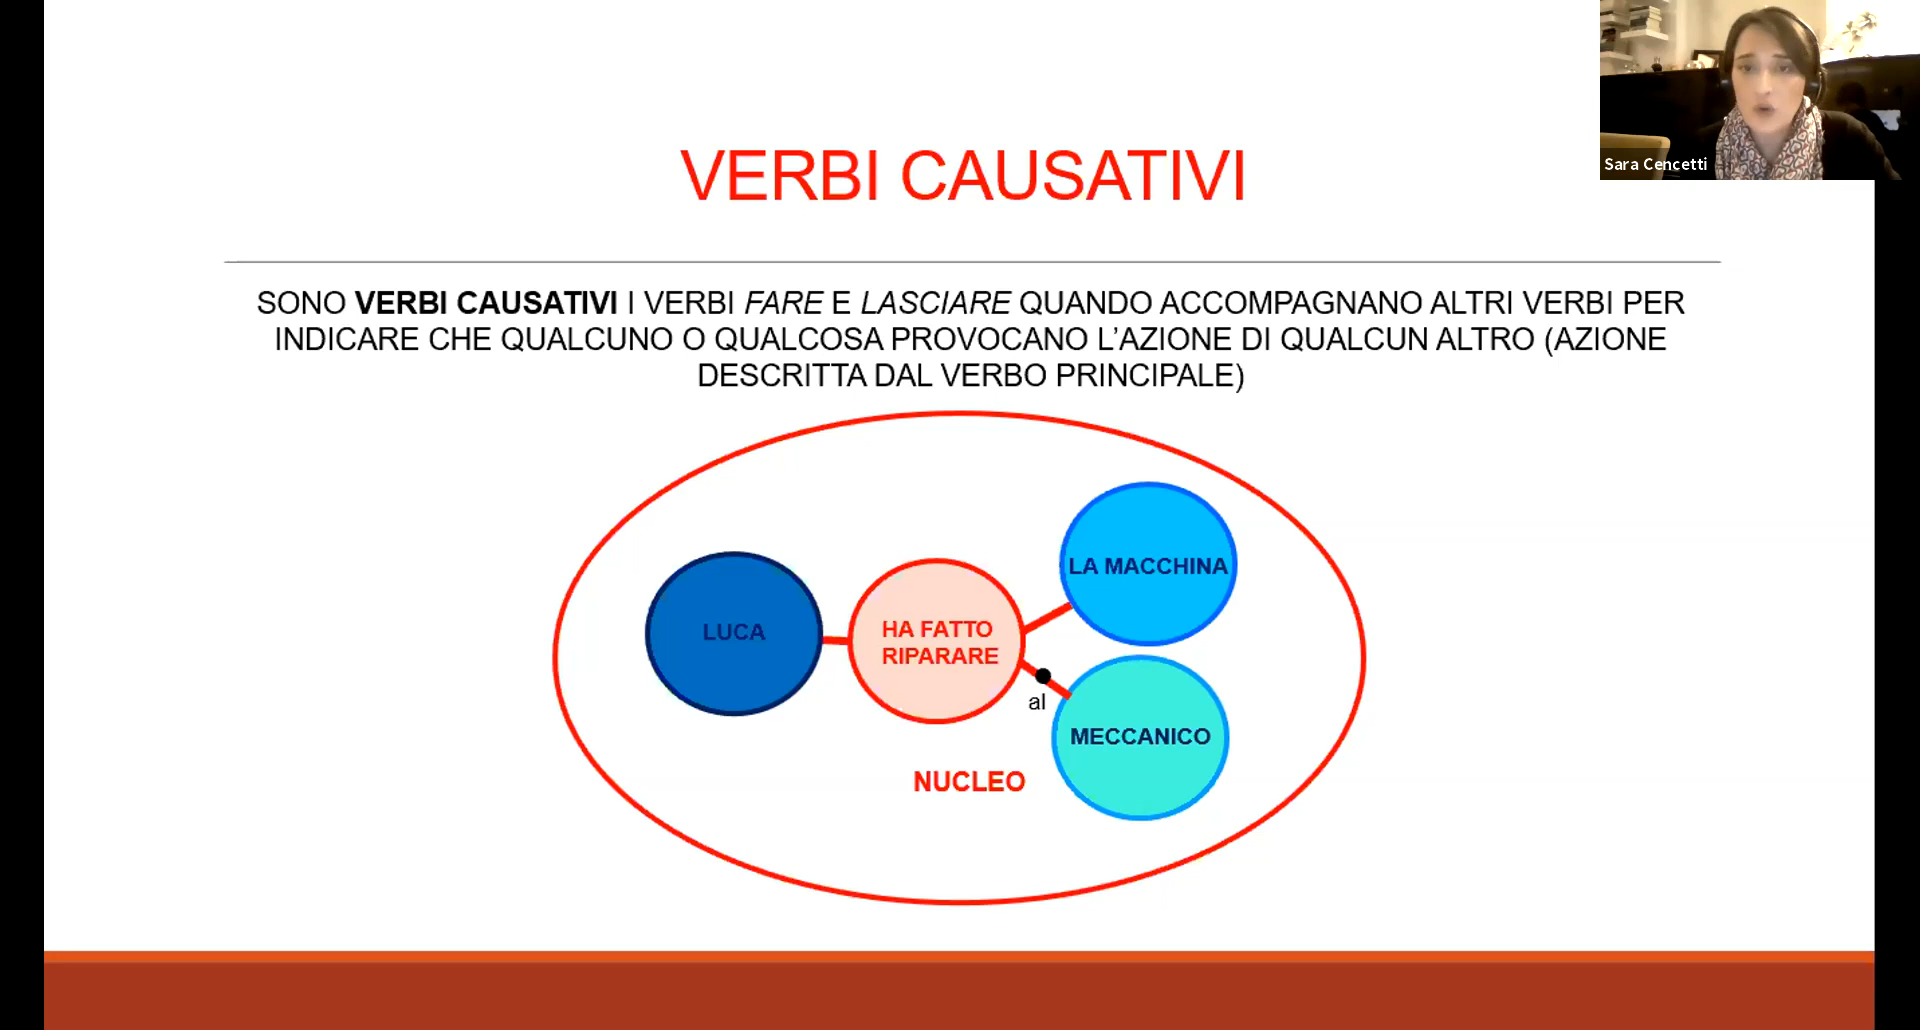 Sara Cencetti
VERBI CAUSATIVI
SONO VERBI CAUSATIVI I VERBI FARE E LASCIARE QUANDO ACCOMPAGNANO ALTRI VERBI PER
INDICARE CHE QUALCUNO O QUALCOSA PROVOCANO L’AZIONE DI QUALCUN ALTRO (AZIONE
DESCRITTA DAL VERBO PRINCIPALE)
LUCA
HA FATTO
RIPARARE
LA MACCHINA
al
MECCANICO
NUCLEO